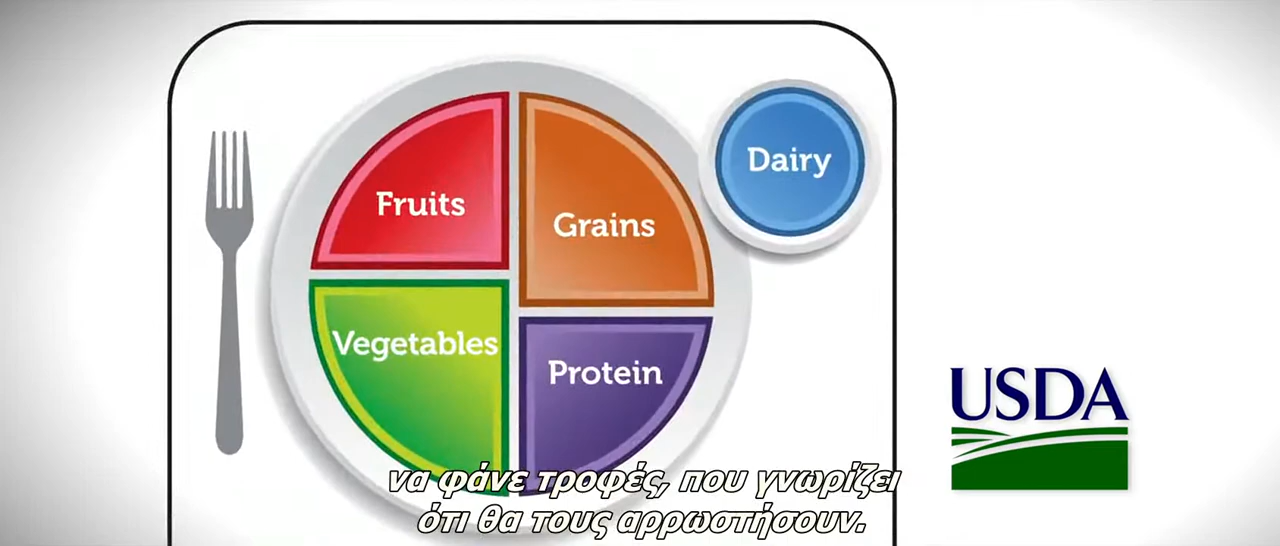 Dairy
Fruits
Grains
Vegetables
Protein
USDA
να φάνε τροφές, που γνωρίζει
ότι θα τους αρρωστήσουν.